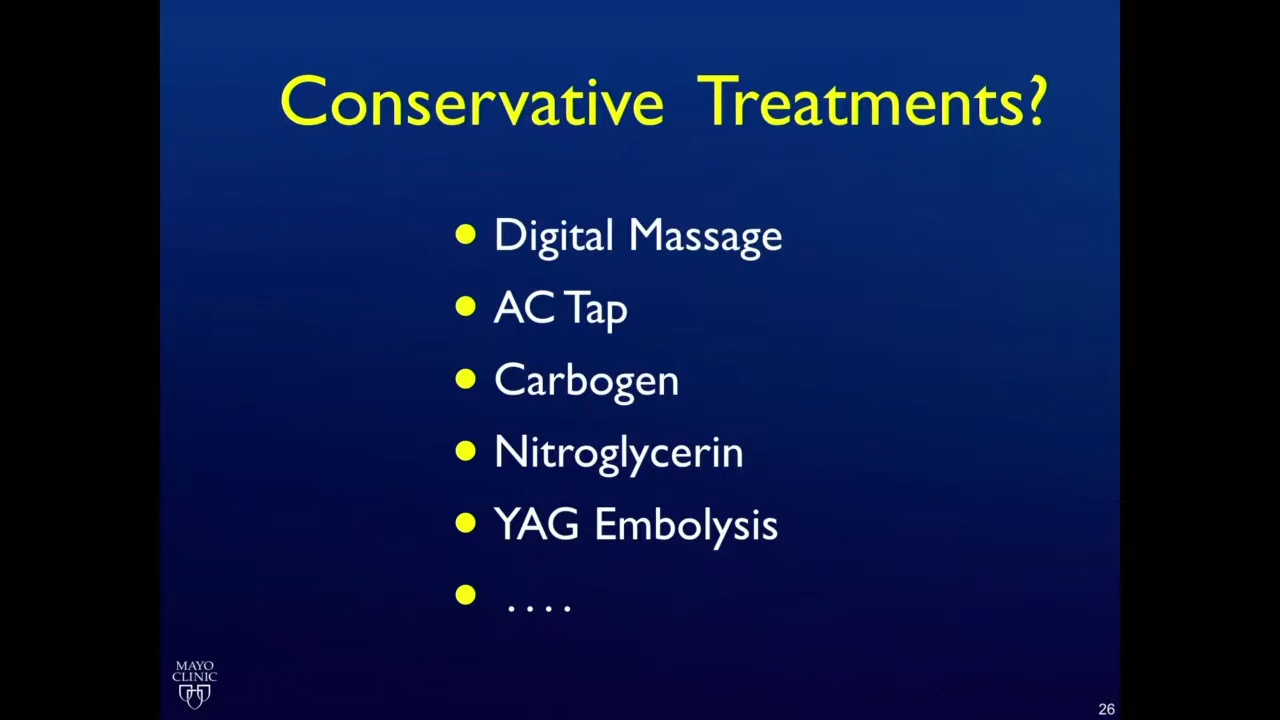 Conservative Treatments?
• Digital Massage
• AC Tap
• Carbogen
• Nitroglycerin
• YAG Embolysis
• ....
MAYO
CLINIC
26